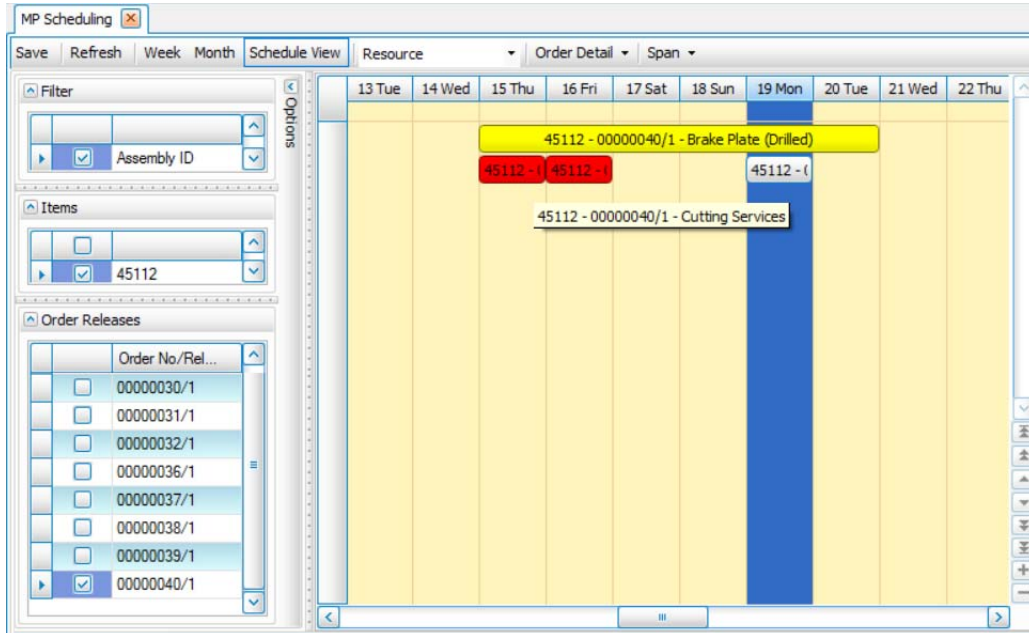 MP Scheduling
Save Refresh Week Month Schedule View Resource Order Detail Span
Filter
Assembly ID
Items
45112
Order Releases
Order No/Rel...
00000030/1
00000031/1
00000032/1
00000036/1
00000037/1
00000038/1
00000039/1
00000040/1
Options
13 Tue 14 Wed 15 Thu 16 Fri 17 Sat 18 Sun 19 Mon 20 Tue 21 Wed 22 Thu
45112 - 00000040/1 - Brake Plate (Drilled)
45112 - ( 45112 - ( 45112 - (
45112 - 00000040/1 - Cutting Services